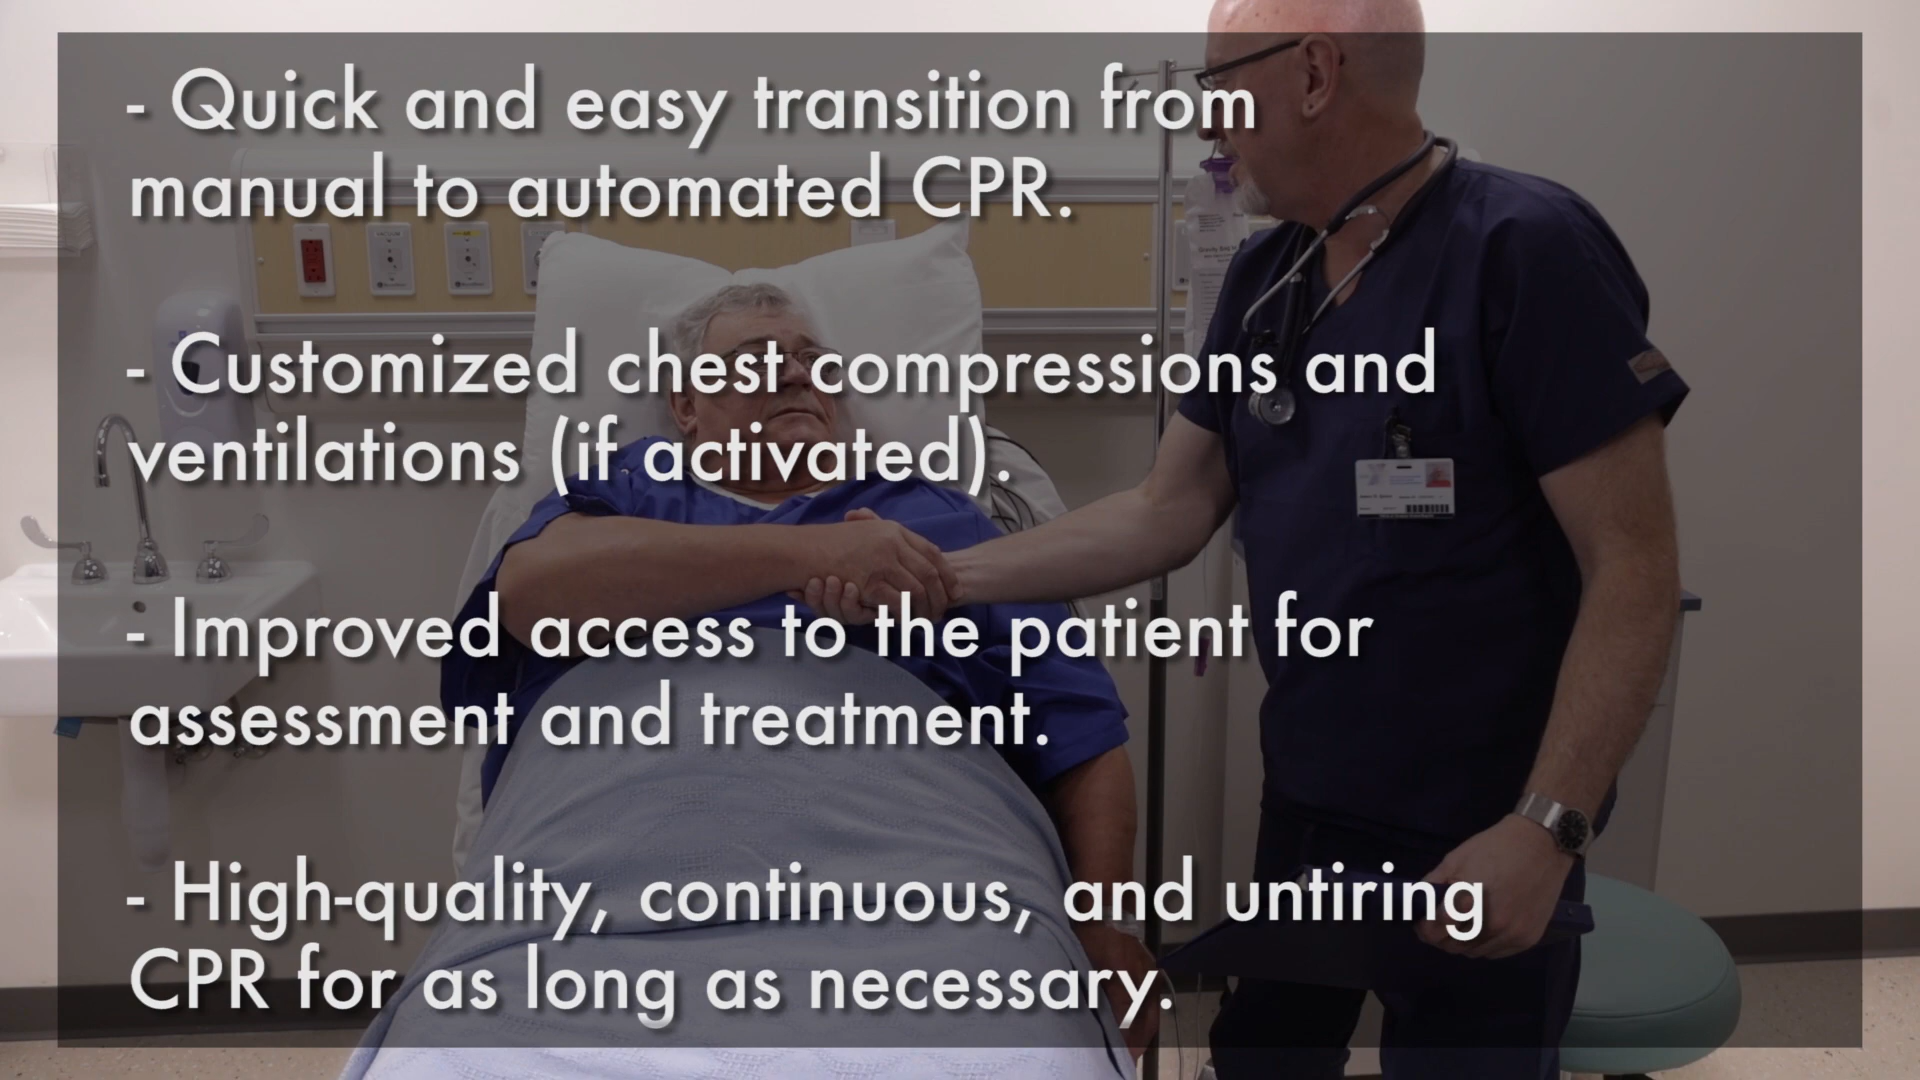 - Quick and easy transition from
manual to automated CPR.
- Customized chest compressions and
ventilations (if activated).
- Improved access to the patient for
assessment and treatment.
- High-quality, continuous, and untiring
CPR for as long as necessary.